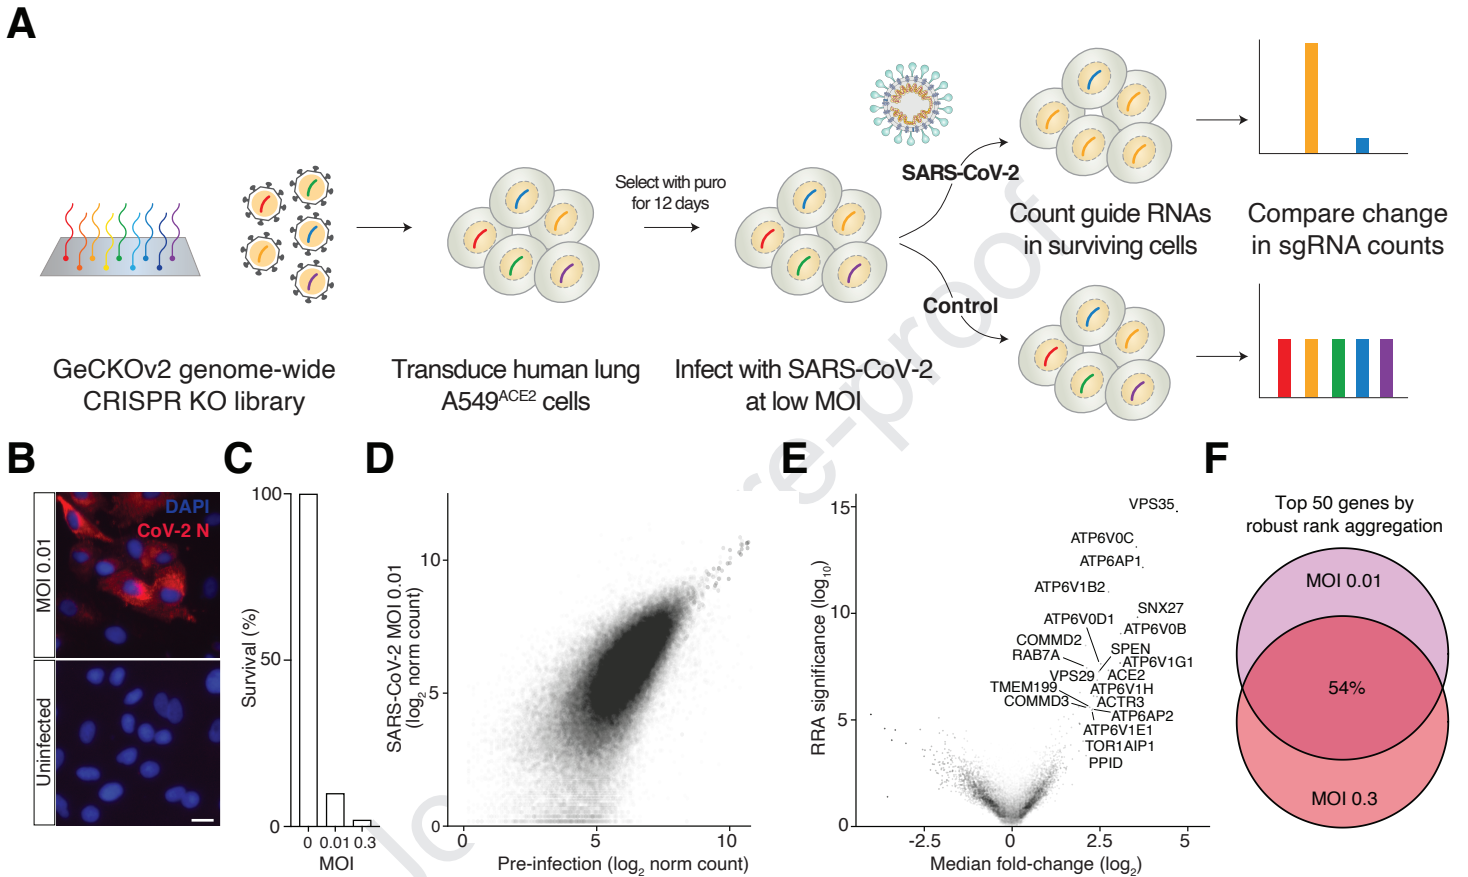 A
GeCKOv2 genome-wide
CRISPR KO library
Transduce human lung
A549ACE2 cells
Select with puro
for 12 days
Infect with SARS-CoV-2
at low MOI
SARS-CoV-2
Control
Count guide RNAs
in surviving cells
Compare change
in sgRNA counts
B
MOI 0.01
DAPI
CoV-2 N
Uninfected
C
Survival (%)
100
50
0
0 0.01 0.3
MOI
D
SARS-CoV-2 MOI 0.01
(log2 norm count)
10
5
0
0 5 10
Pre-infection (log2 norm count)
E
RRA significance (log10)
15
10
5
0
-2.5 0 2.5 5
Median fold-change (log2)
VPS35
ATP6V0C
ATP6AP1
ATP6V1B2
SNX27
ATP6V0D1
ATP6V0B
COMMD2
SPEN
RAB7A
ATP6V1G1
VPS29
ACE2
TMEM199
ATP6V1H
COMMD3
ACTR3
ATP6AP2
ATP6V1E1
TOR1AIP1
PPID
F
Top 50 genes by
robust rank aggregation
MOI 0.01
54%
MOI 0.3